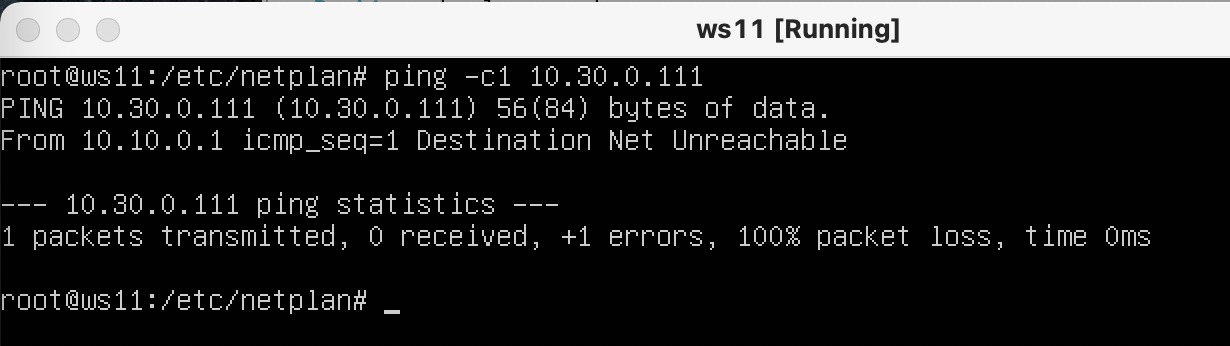 ws11 [Running]
root@ws11:/etc/netplan# ping -c1 10.30.0.111
PING 10.30.0.111 (10.30.0.111) 56(84) bytes of data.
From 10.10.0.1 icmp_seq=1 Destination Net Unreachable
--- 10.30.0.111 ping statistics ---
1 packets transmitted, 0 received, +1 errors, 100% packet loss, time 0ms
root@ws11:/etc/netplan# _